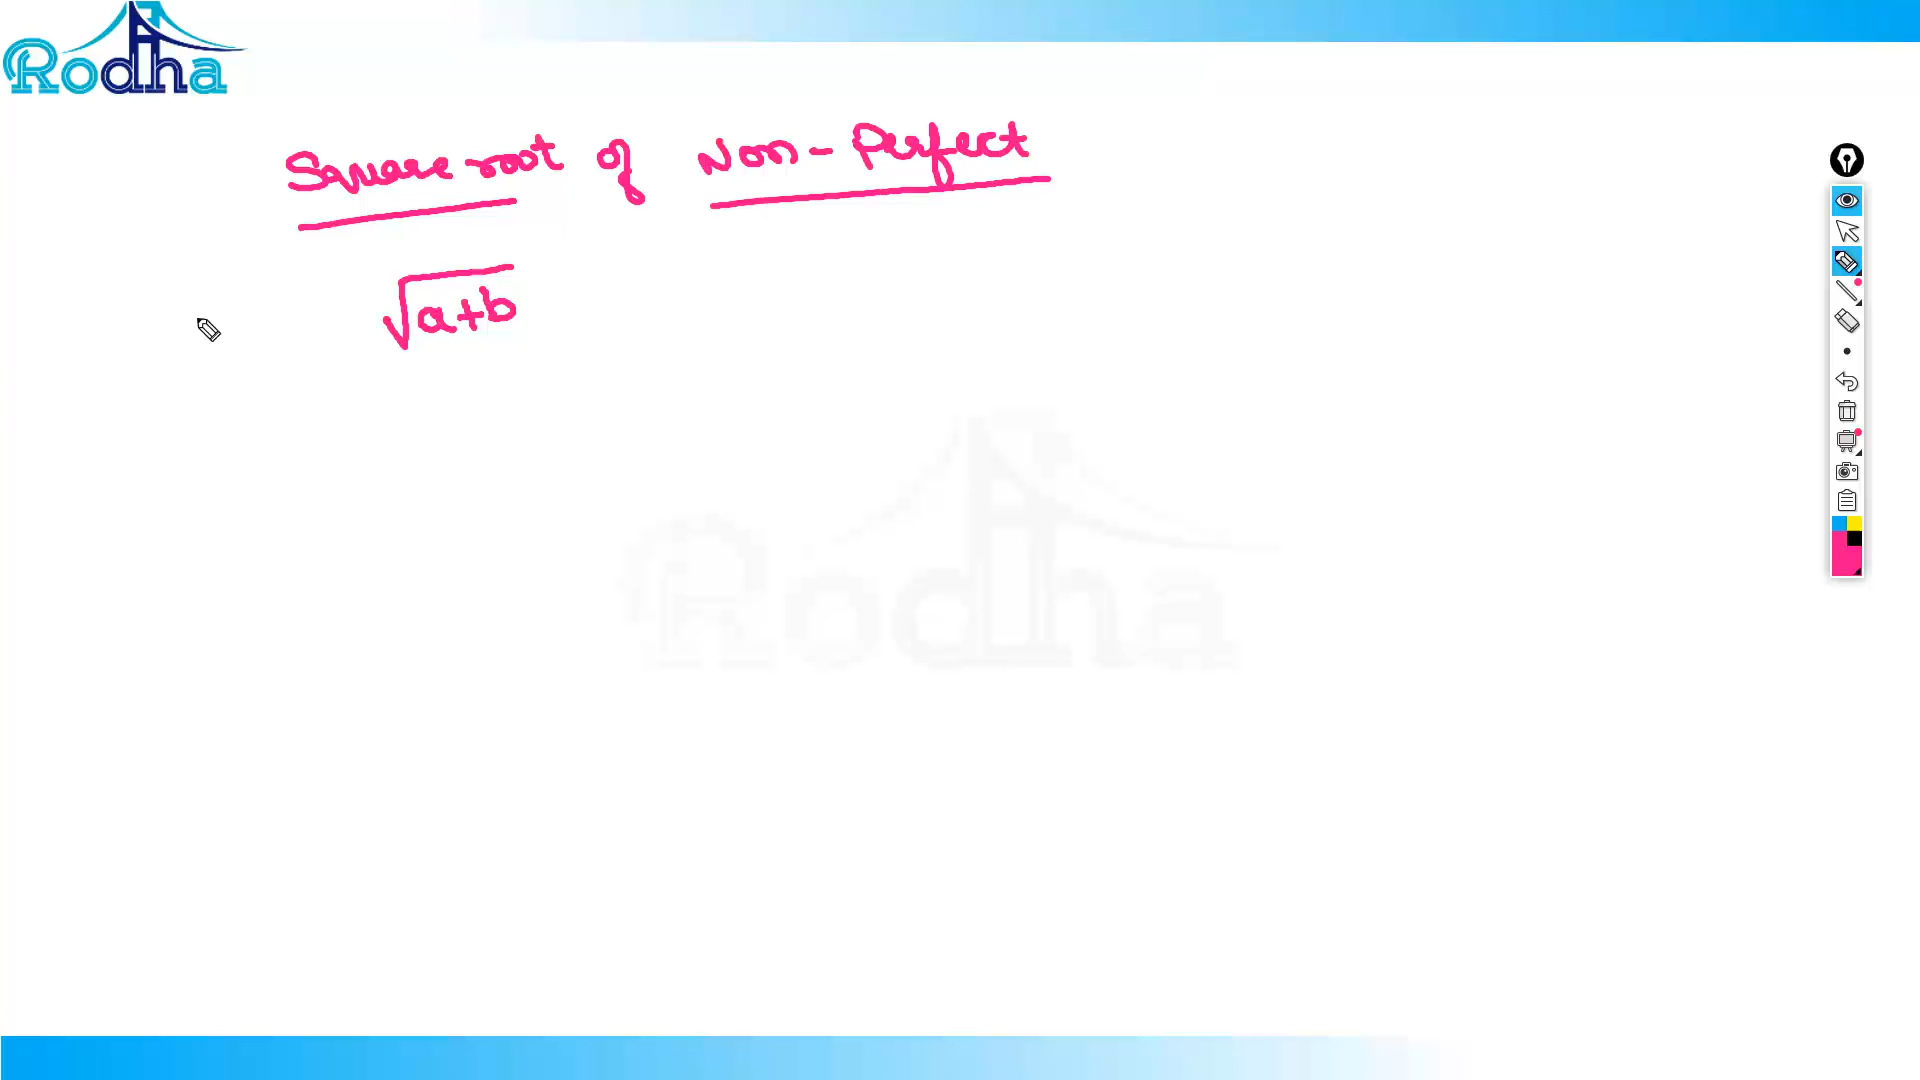 Rodha
Square root of Non-Perfect
√a+b
Rodha